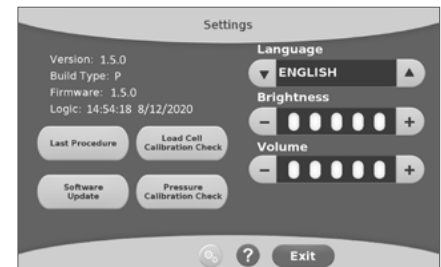 Settings
Version: 1.5.0
Build Type: P
Firmware: 1.5.0
Logic: 14:54:18 8/12/2020
Last Procedure
Load Cell
Calibration Check
Software
Update
Pressure
Calibration Check
Language
ENGLISH
Brightness
- +
Volume
- +
?
Exit